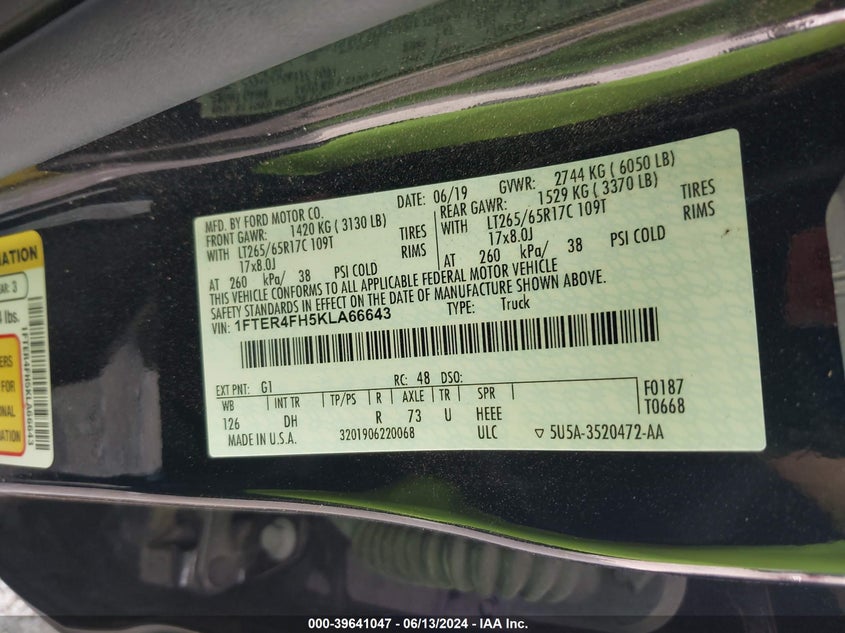 MFD. BY FORD MOTOR CO.
DATE: 06/19 GVWR: 2744 KG ( 6050 LB)
FRONT GAWR: 1420 KG ( 3130 LB)
REAR GAWR: 1529 KG ( 3370 LB)
WITH LT265/65R17C 109T TIRES
WITH LT265/65R17C 109T TIRES
17x8.0J RIMS
17x8.0J RIMS
AT 260 kPa/ 38 PSI COLD
AT 260 kPa/ 38 PSI COLD
THIS VEHICLE CONFORMS TO ALL APPLICABLE FEDERAL MOTOR VEHICLE
SAFETY STANDARDS IN EFFECT ON THE DATE OF MANUFACTURE SHOWN ABOVE.
VIN: 1FTER4FH5KLA66643 TYPE: Truck
EXT PNT: G1 RC: 48 DSO:
WB INT TR TP/PS R AXLE TR SPR F0187
126 DH R 73 U HEEE T0668
MADE IN U.S.A. 3201906220068 ULC ▽ 5U5A-3520472-AA
MATION
AR: 3
lbs.
1FTER4FH5KLA66643
000-39641047 - 06/13/2024 - IAA Inc.